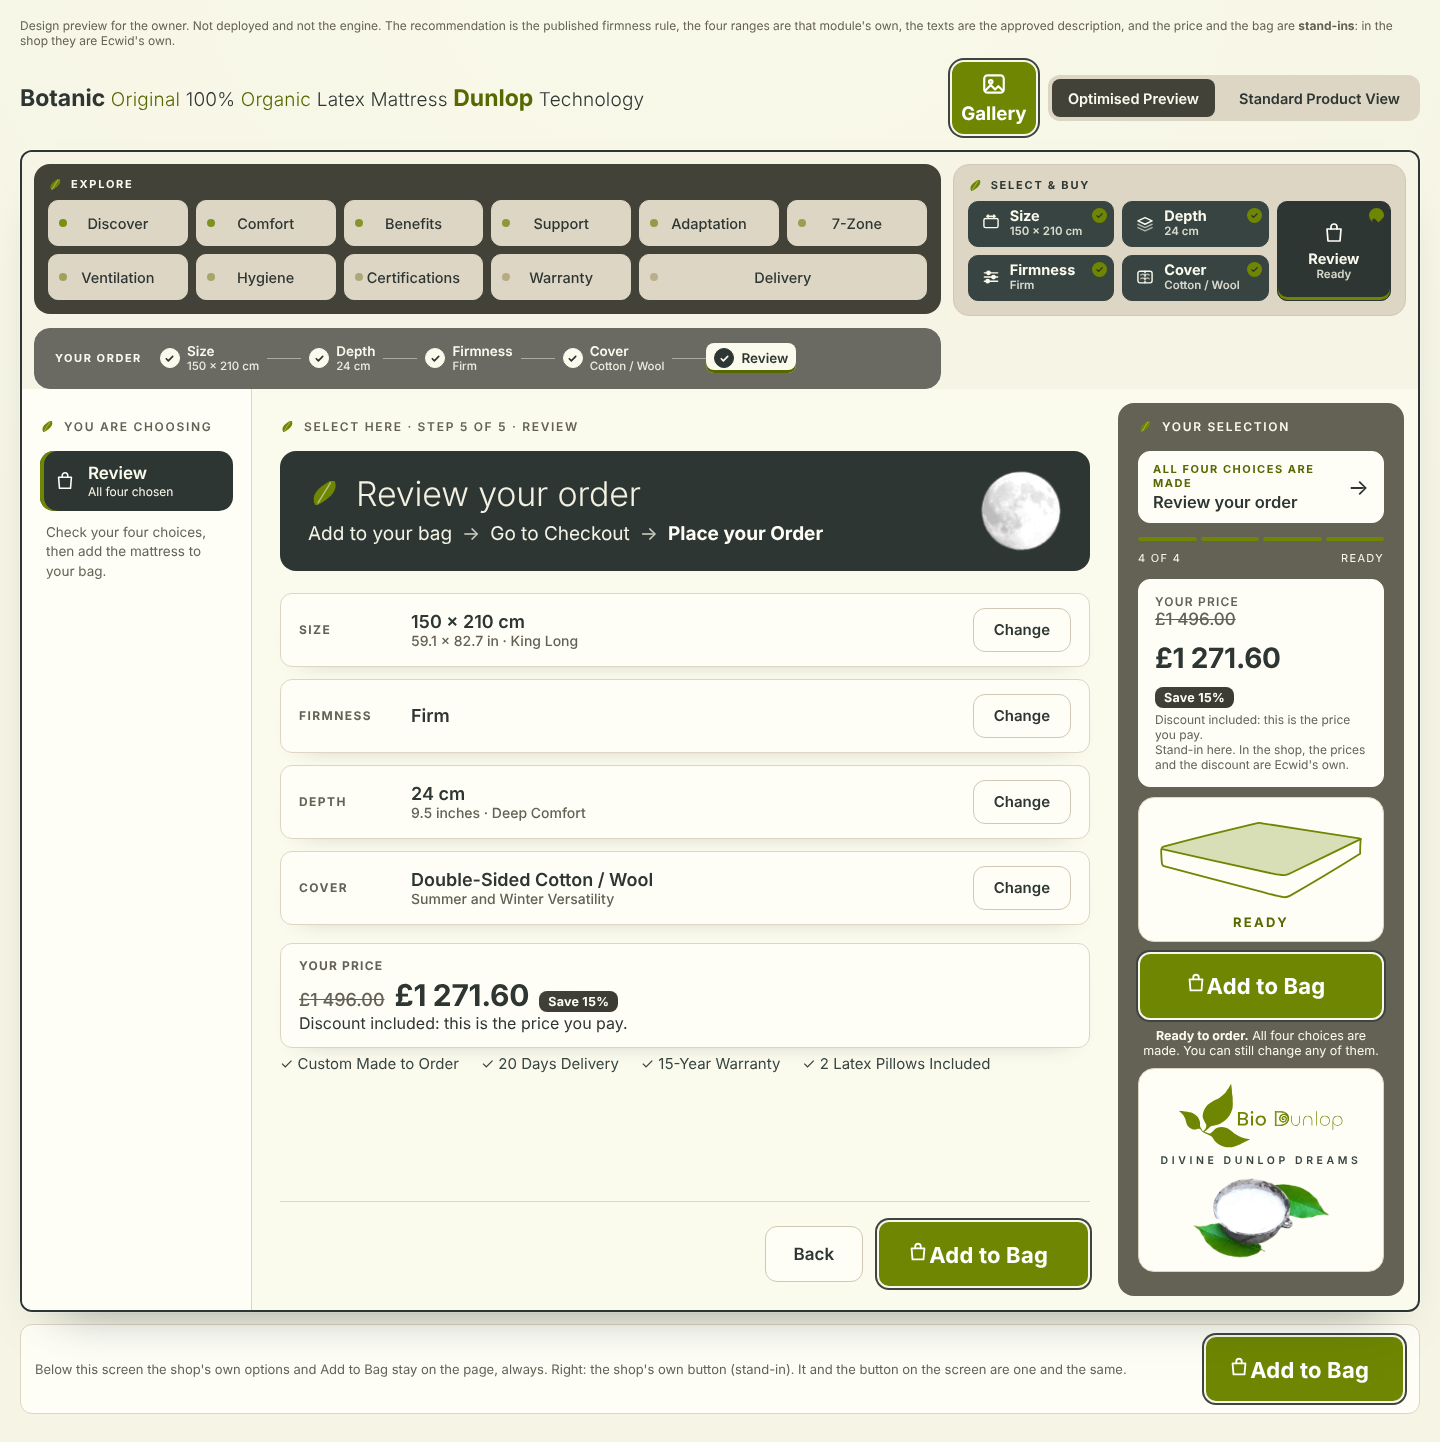 Design preview for the owner. Not deployed and not the engine. The recommendation is the published firmness rule, the four ranges are that module's own, the texts are the approved description, and the price and the bag are stand-ins: in the
shop they are Ecwid's own.
Botanic Original 100% Organic Latex Mattress Dunlop Technology
Gallery
Optimised Preview
Standard Product View
EXPLORE
Discover
Comfort
Benefits
Support
Adaptation
7-Zone
Ventilation
Hygiene
Certifications
Warranty
Delivery
SELECT & BUY
Size
150 × 210 cm
Depth
24 cm
Firmness
Firm
Cover
Cotton / Wool
Review
Ready
YOUR ORDER
Size
150 × 210 cm
Depth
24 cm
Firmness
Firm
Cover
Cotton / Wool
Review
YOU ARE CHOOSING
Review
All four chosen
Check your four choices,
then add the mattress to
your bag.
SELECT HERE · STEP 5 OF 5 · REVIEW
Review your order
Add to your bag → Go to Checkout → Place your Order
SIZE
150 × 210 cm
59.1 × 82.7 in · King Long
Change
FIRMNESS
Firm
Change
DEPTH
24 cm
9.5 inches · Deep Comfort
Change
COVER
Double-Sided Cotton / Wool
Summer and Winter Versatility
Change
YOUR PRICE
£1 496.00 £1 271.60 Save 15%
Discount included: this is the price you pay.
✓ Custom Made to Order ✓ 20 Days Delivery ✓ 15-Year Warranty ✓ 2 Latex Pillows Included
Back
Add to Bag
YOUR SELECTION
ALL FOUR CHOICES ARE
MADE
Review your order →
4 OF 4
READY
YOUR PRICE
£1 496.00
£1 271.60
Save 15%
Discount included: this is the price
you pay.
Stand-in here. In the shop, the prices
and the discount are Ecwid's own.
READY
Add to Bag
Ready to order. All four choices are
made. You can still change any of them.
Bio Dunlop
DIVINE DUNLOP DREAMS
Below this screen the shop's own options and Add to Bag stay on the page, always. Right: the shop's own button (stand-in). It and the button on the screen are one and the same.
Add to Bag